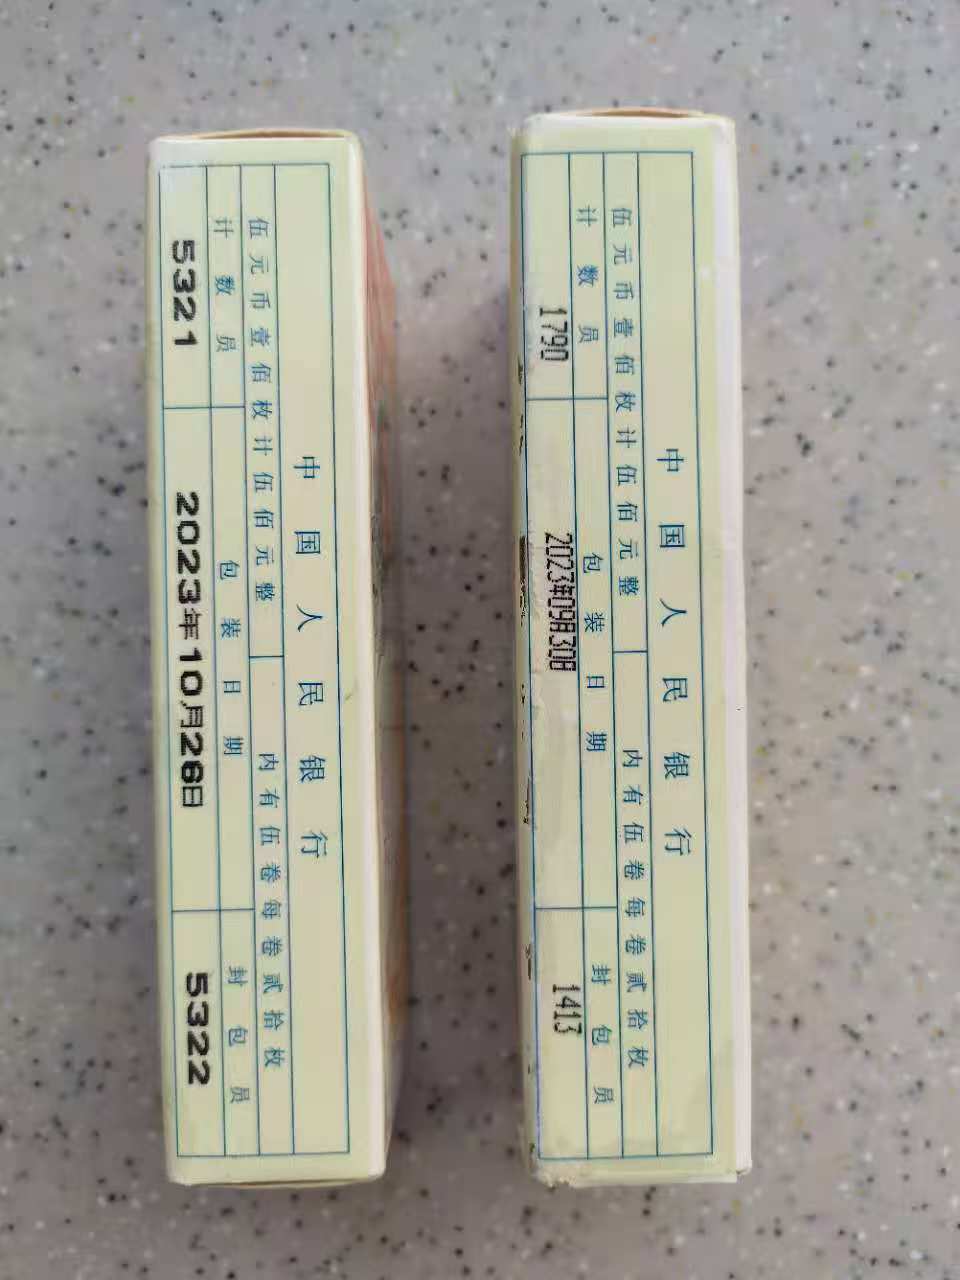 中国人民银行
伍元币壹佰枚计伍佰元整 内有伍卷每卷贰拾枚
计数员 包装日期 封包员
5321 2023年10月26日 5322
中国人民银行
伍元币壹佰枚计伍佰元整 内有伍卷每卷贰拾枚
计数员 包装日期 封包员
1790 2023年09月30日 1413